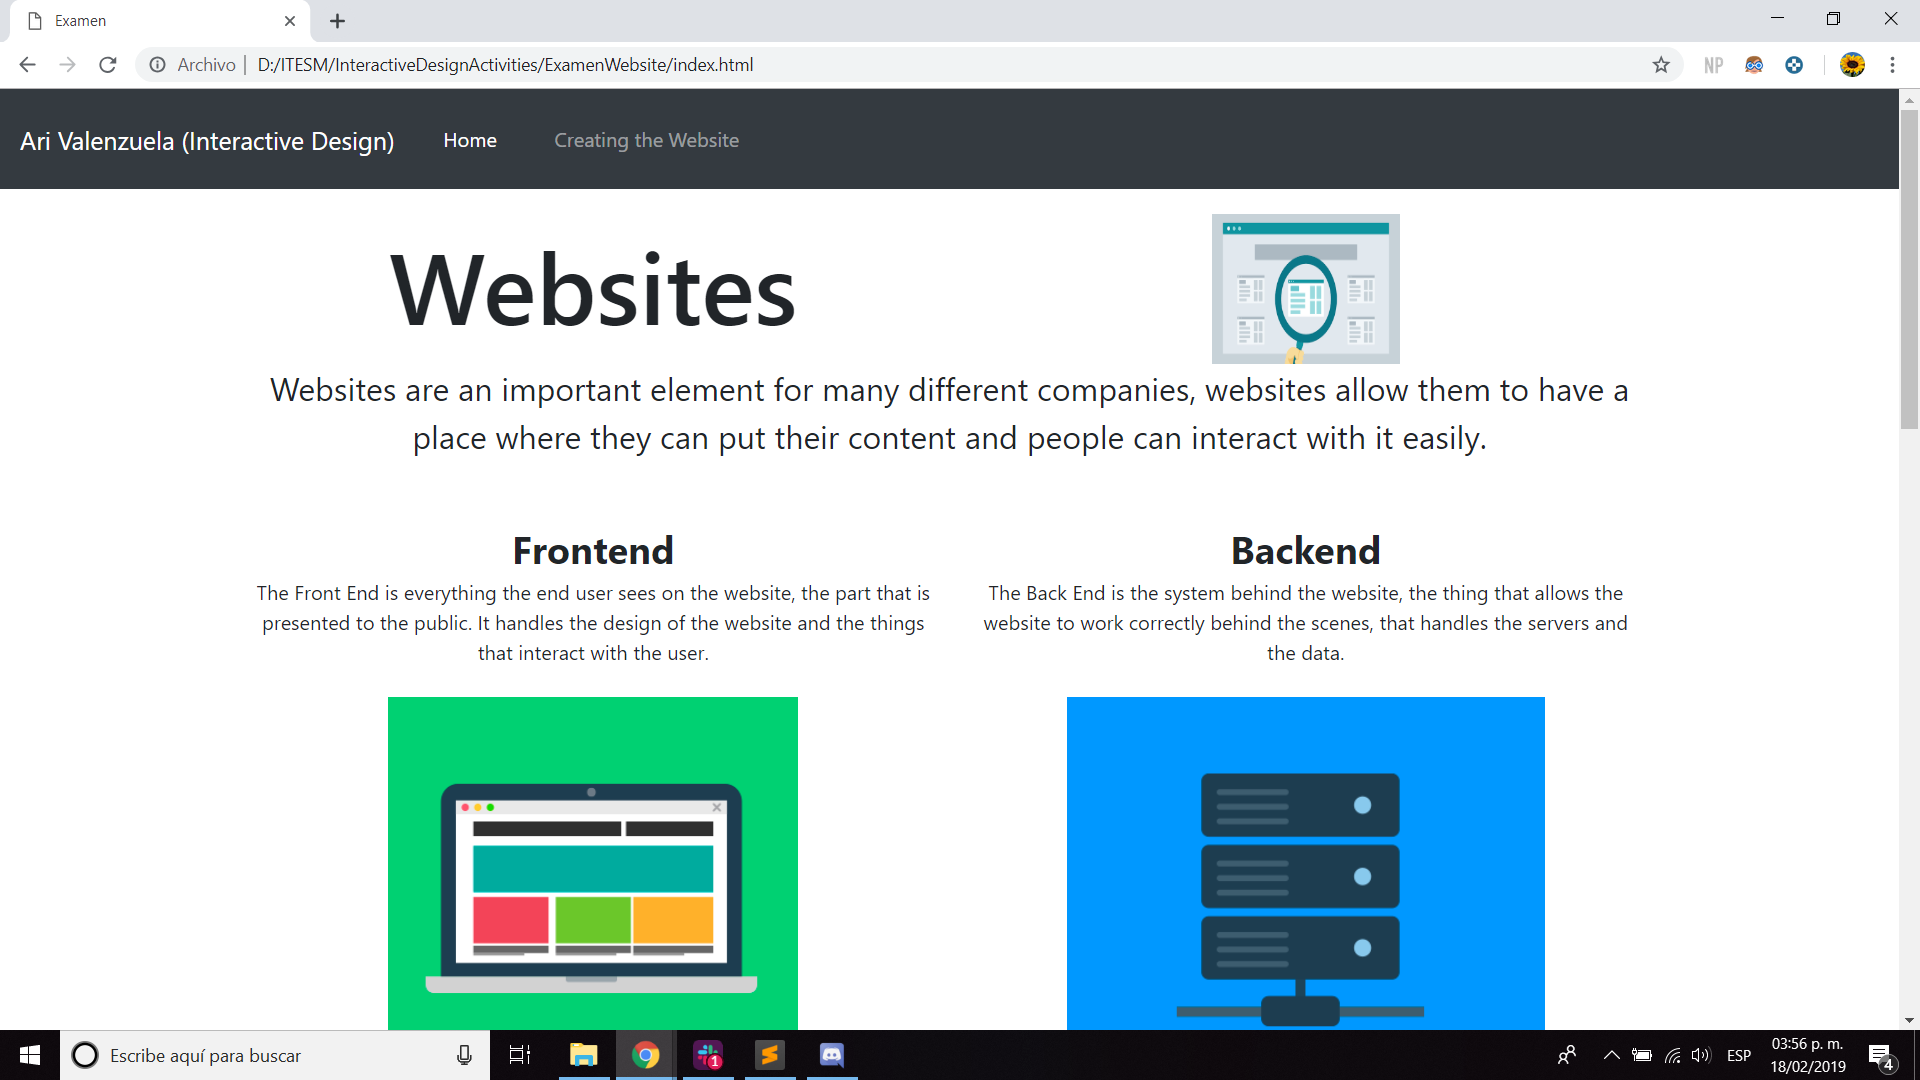 Examen
Archivo | D:/ITESM/InteractiveDesignActivities/ExamenWebsite/index.html
NP
Ari Valenzuela (Interactive Design) Home Creating the Website
Websites
Websites are an important element for many different companies, websites allow them to have a
place where they can put their content and people can interact with it easily.
Frontend
The Front End is everything the end user sees on the website, the part that is
presented to the public. It handles the design of the website and the things
that interact with the user.
Backend
The Back End is the system behind the website, the thing that allows the
website to work correctly behind the scenes, that handles the servers and
the data.
Escribe aquí para buscar
1
ESP
03:56 p. m.
18/02/2019
4